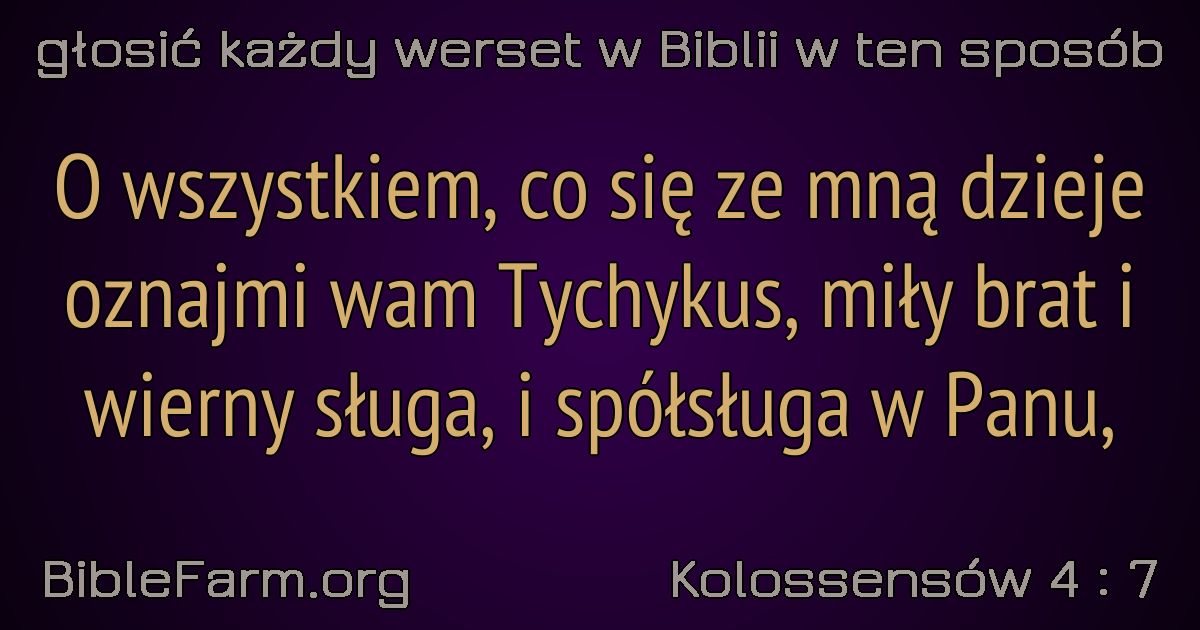 głosić każdy werset w Biblii w ten sposób
O wszystkiem, co się ze mną dzieje
oznajmi wam Tychykus, miły brat i
wierny sługa, i spółsługa w Panu,
BibleFarm.org
Kolossensów 4 : 7